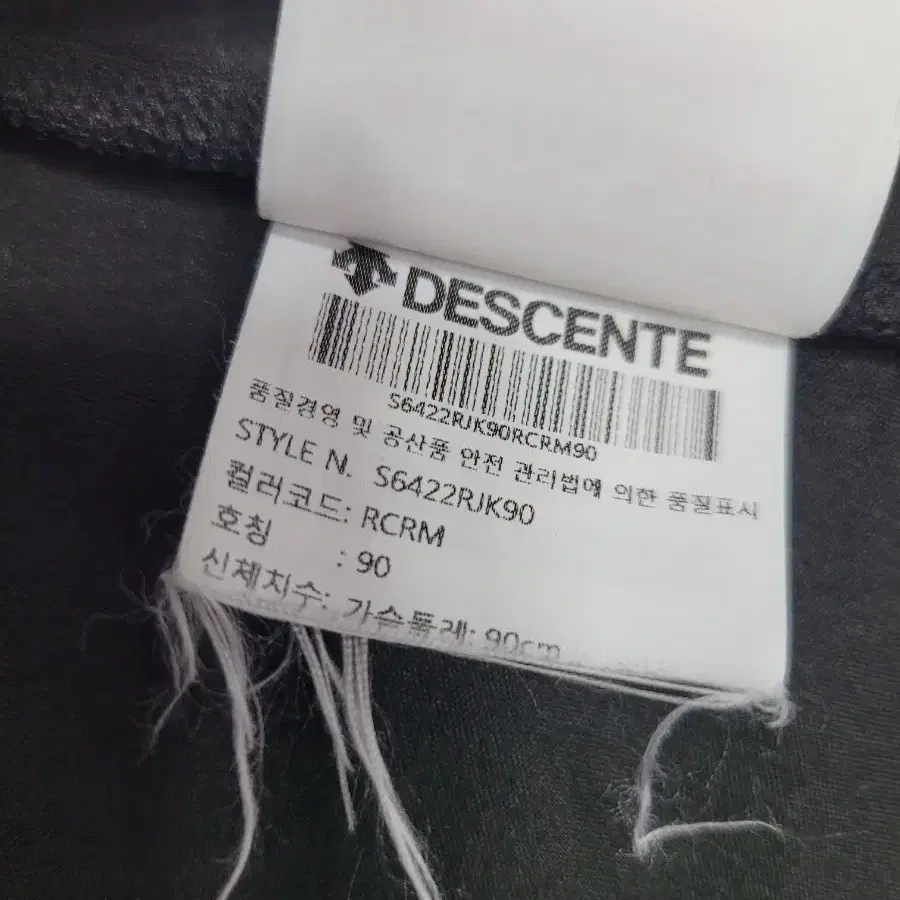 DESCENTE
S6422RJK90RCRM90
품질경영 및 공산품 안전 관리법에 의한 품질표시
STYLE N. S6422RJK90
컬러코드: RCRM
호칭 : 90
신체치수: 가슴둘레: 90cm